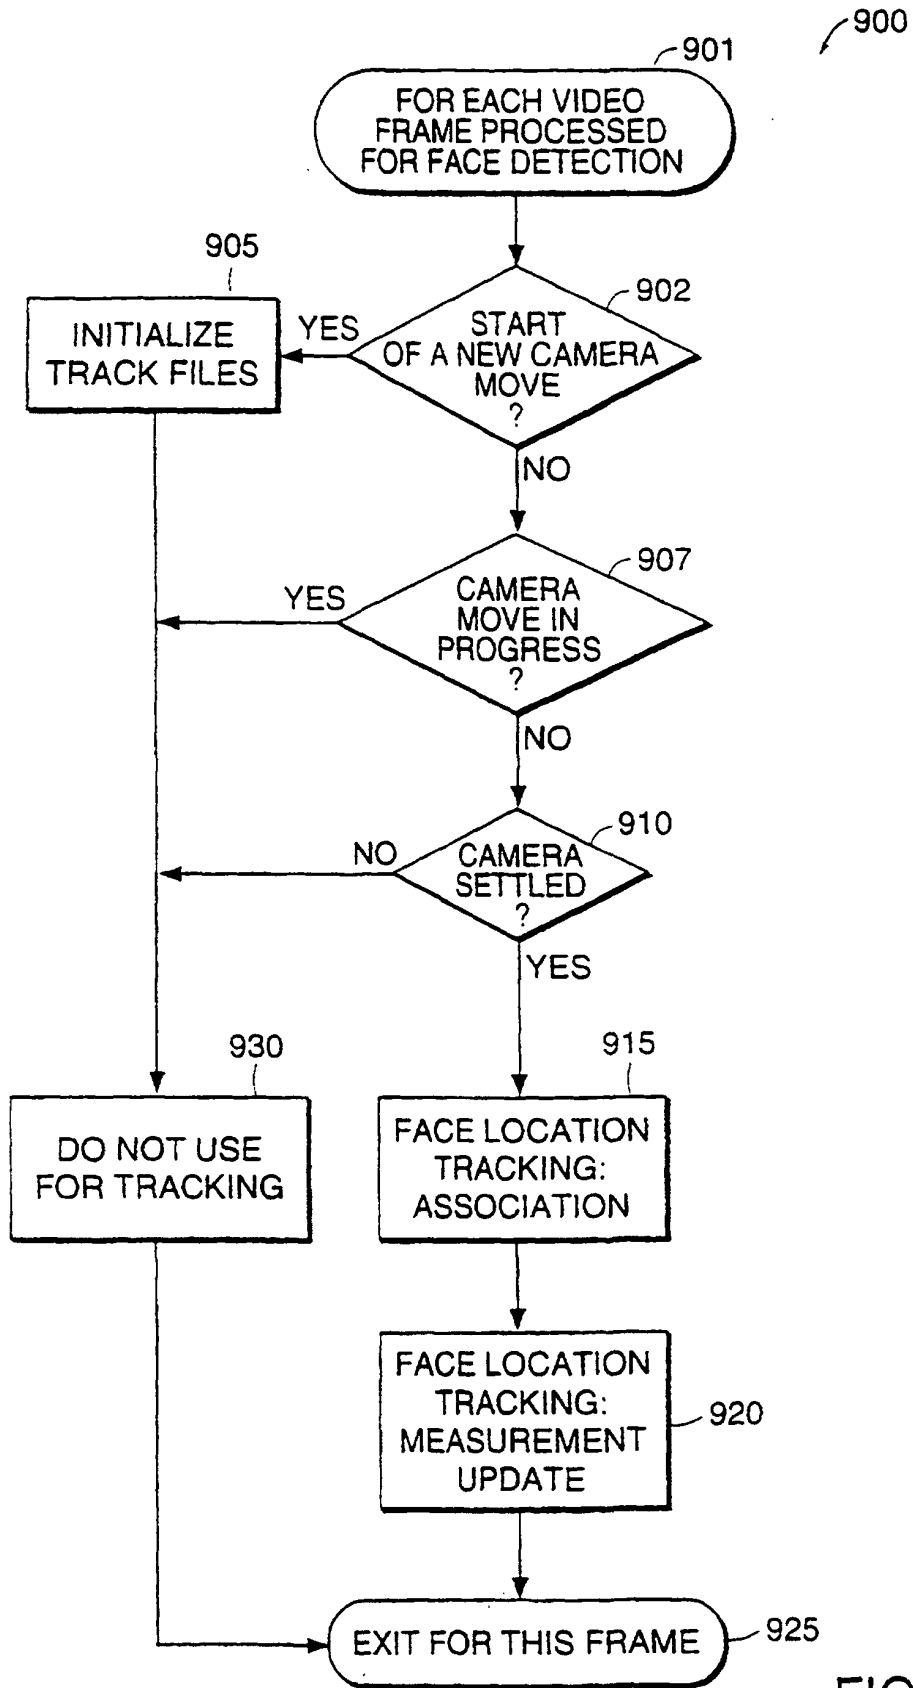 900
901
FOR EACH VIDEO
FRAME PROCESSED
FOR FACE DETECTION
905
902
INITIALIZE
TRACK FILES
YES
START
OF A NEW CAMERA
MOVE
?
NO
907
YES
CAMERA
MOVE IN
PROGRESS
?
NO
910
NO
CAMERA
SETTLED
?
YES
930
915
DO NOT USE
FOR TRACKING
FACE LOCATION
TRACKING:
ASSOCIATION
FACE LOCATION
TRACKING:
MEASUREMENT
UPDATE
920
EXIT FOR THIS FRAME
925